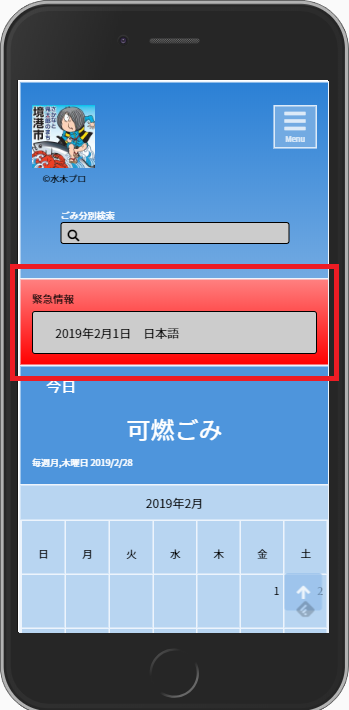 さかなと
鬼太郎のまち
境港市
Menu
©水木プロ
ごみ分別検索
緊急情報
2019年2月1日　日本語
今日
可燃ごみ
毎週月,木曜日 2019/2/28
2019年2月
日 月 火 水 木 金 土
1 2